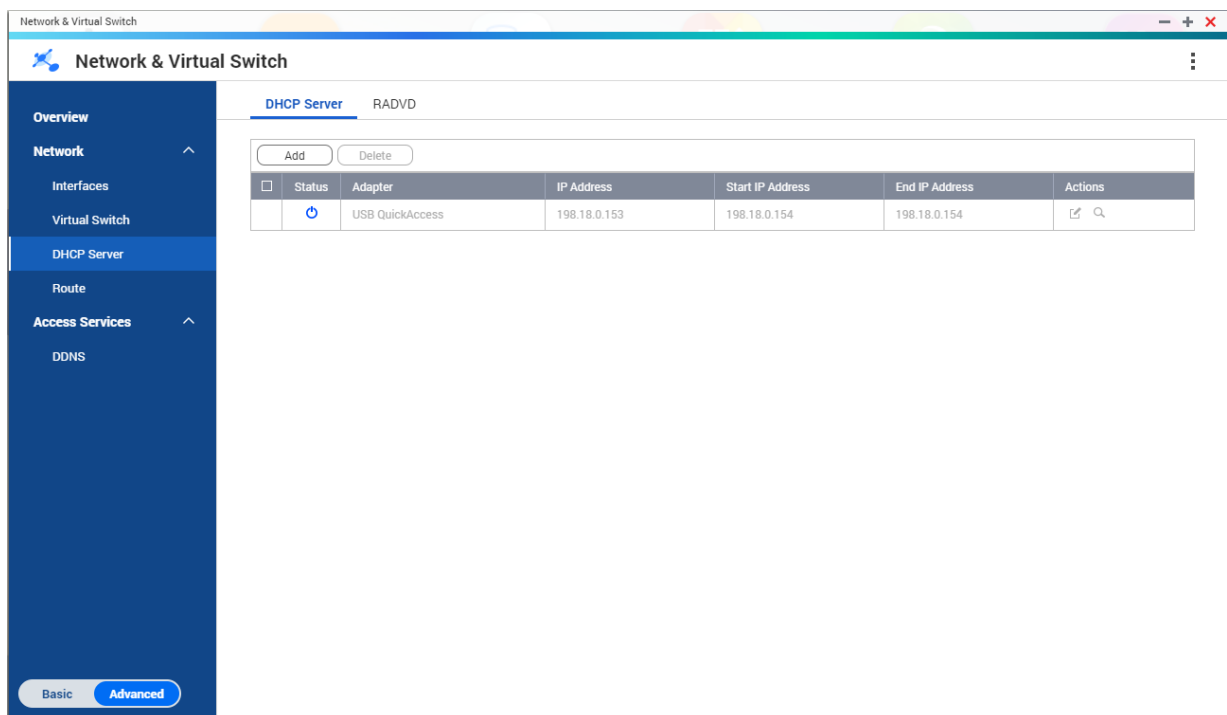 Network & Virtual Switch
Network & Virtual Switch
Overview
Network
Interfaces
Virtual Switch
DHCP Server
Route
Access Services
DDNS
Basic Advanced
DHCP Server RADVD
Add Delete
Status Adapter IP Address Start IP Address End IP Address Actions
USB QuickAccess 198.18.0.153 198.18.0.154 198.18.0.154